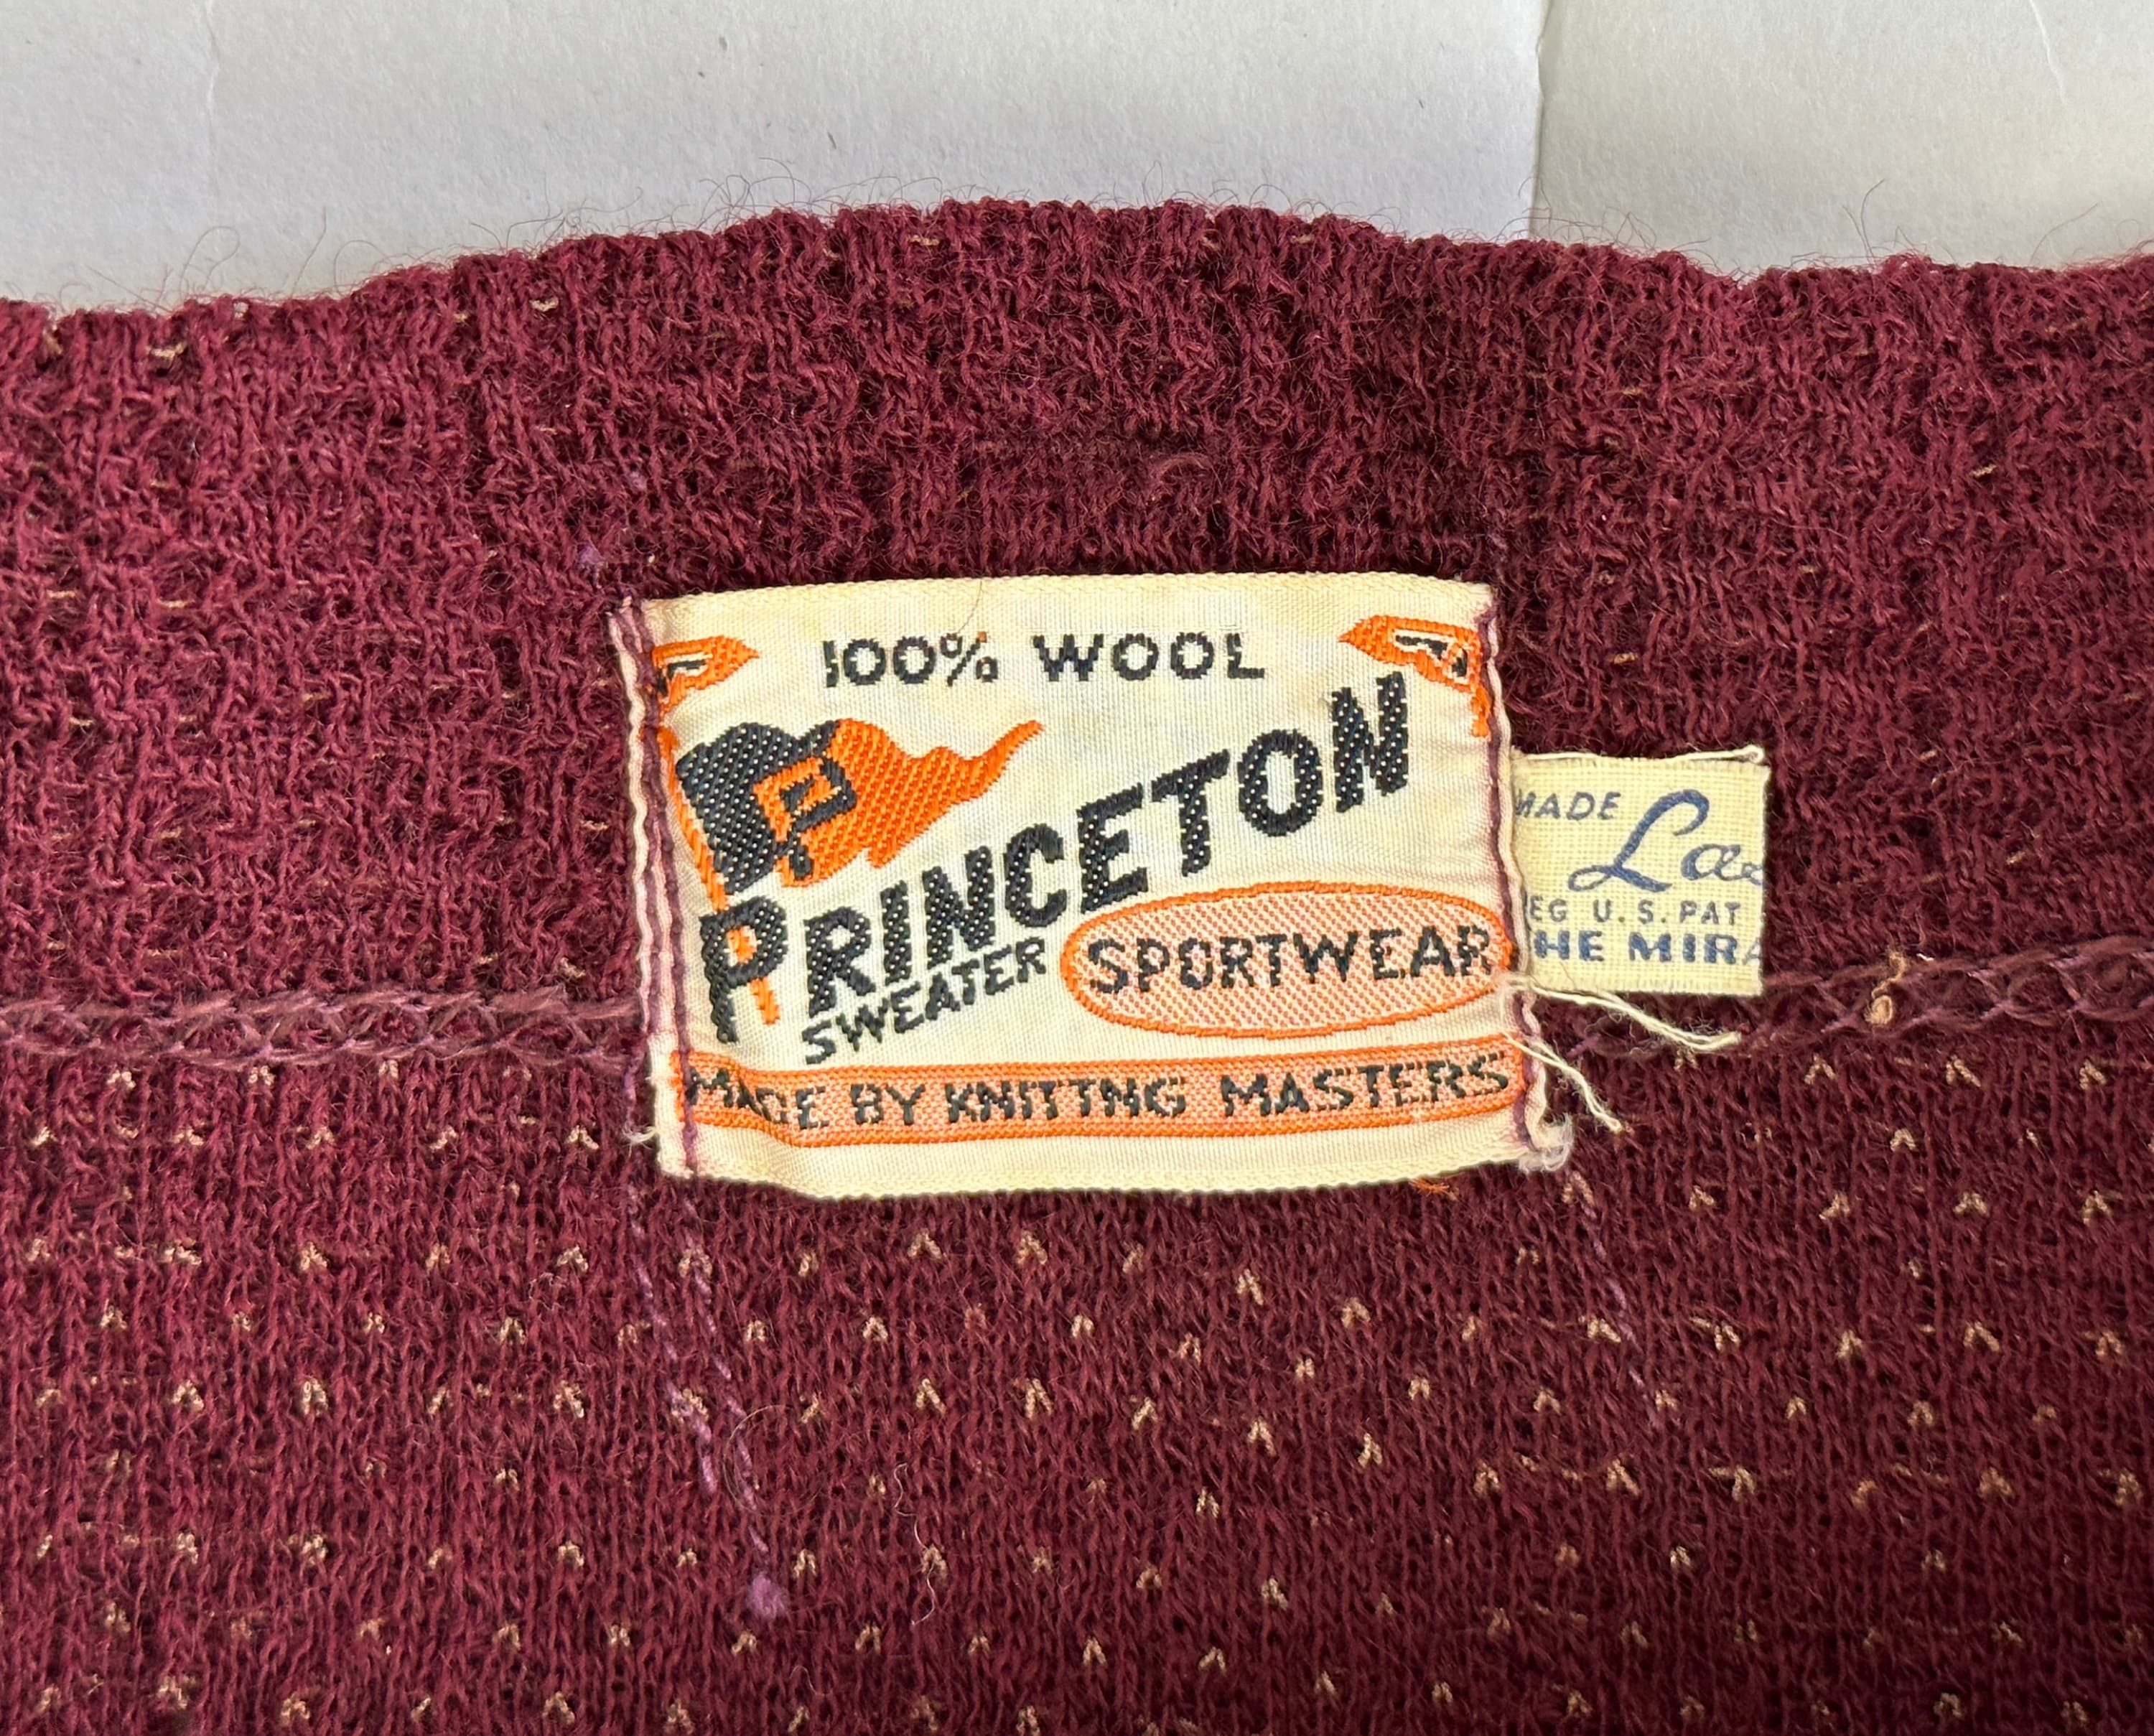 100% WOOL
P
PRINCETON
SWEATER
SPORTWEAR
MADE BY KNITTNG MASTERS
MADE
EG U.S. PAT
HE MIRA